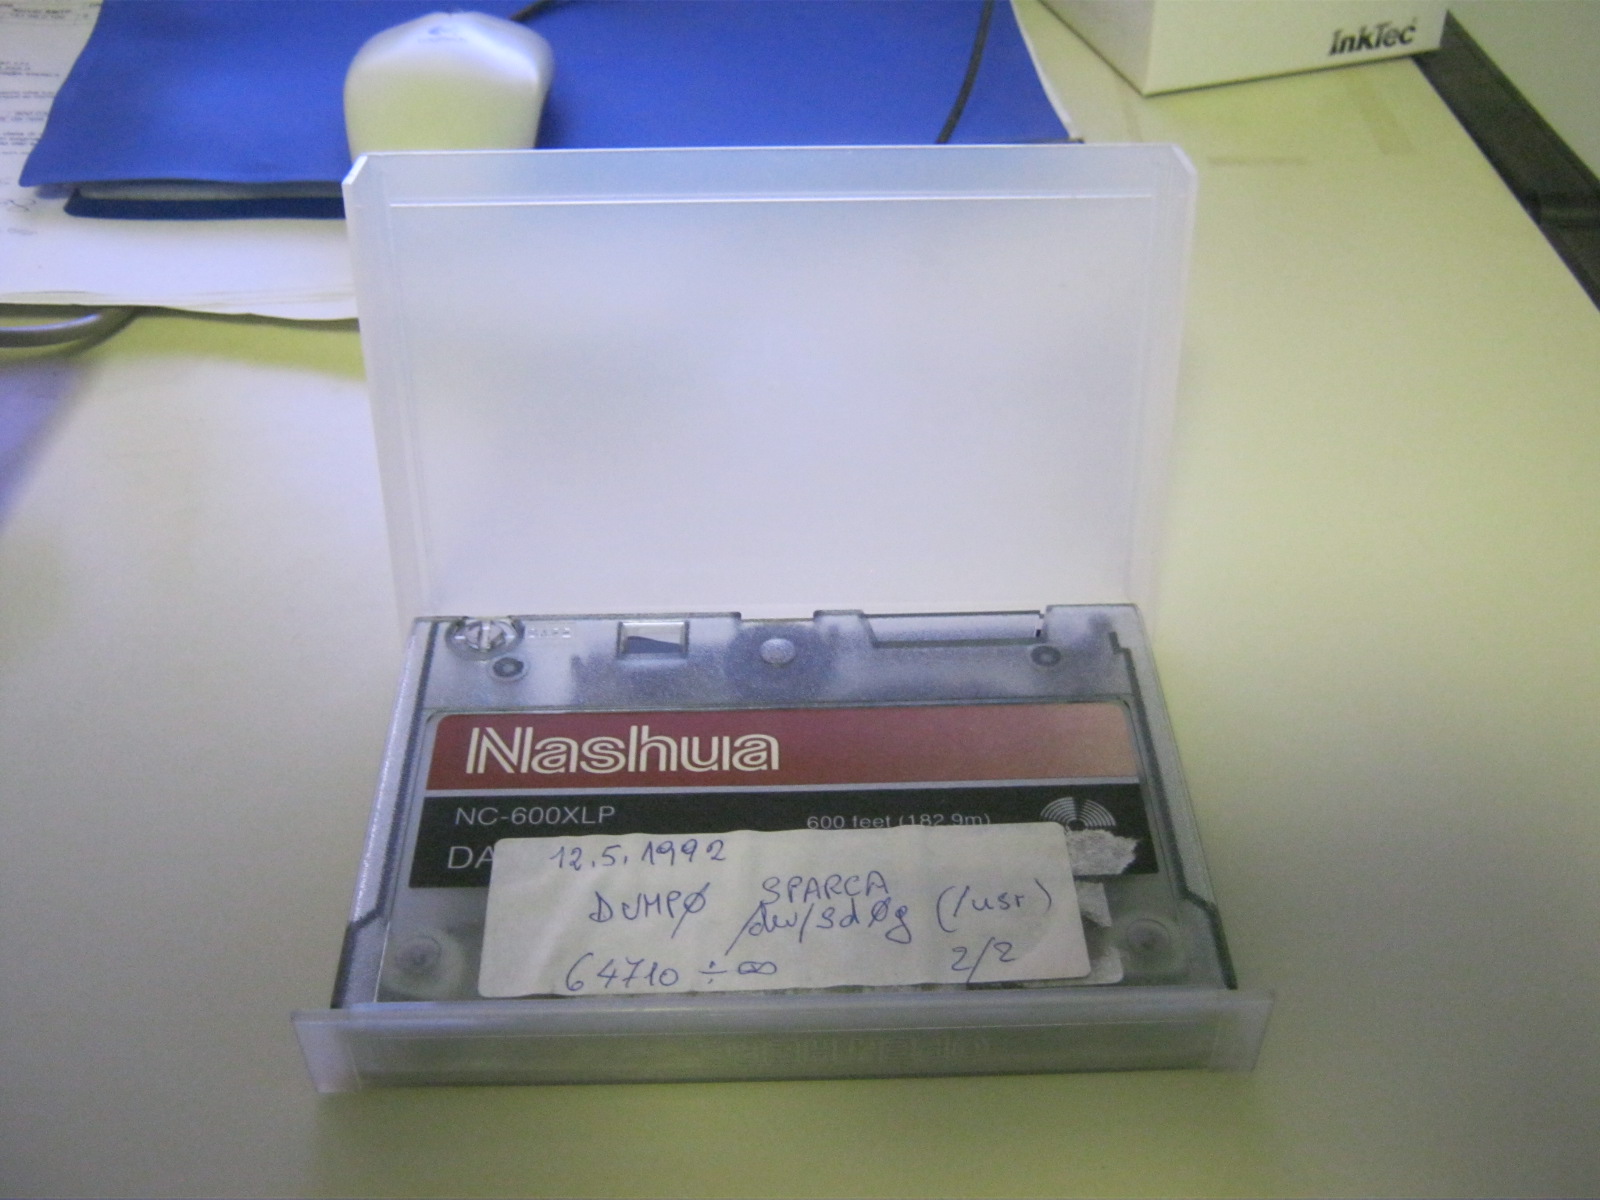 InkTec
Nashua
NC-600XLP
600 feet (182.9m)
DA
12.5.1992
DUMPØ SPARCA
/dev/sdØg (/usr)
64710 ÷ ∞ 2/2